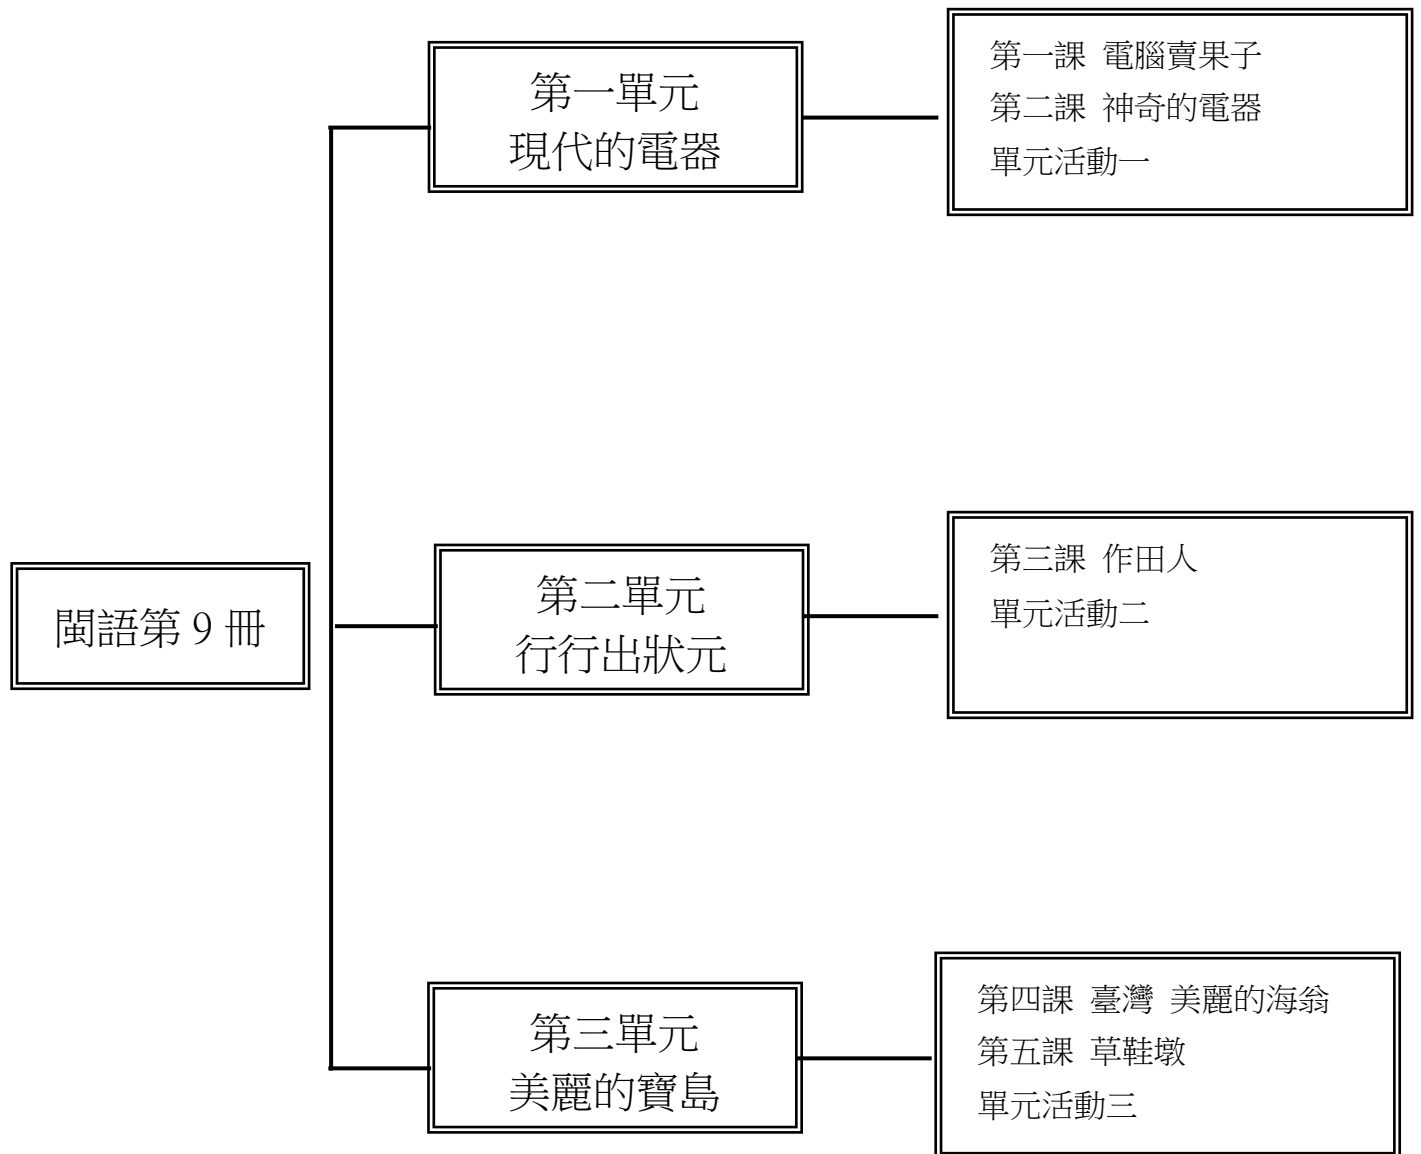 閩語第 9 冊
第一單元
現代的電器
第一課 電腦賣果子
第二課 神奇的電器
單元活動一
第二單元
行行出狀元
第三課 作田人
單元活動二
第三單元
美麗的寶島
第四課 臺灣 美麗的海翁
第五課 草鞋墩
單元活動三